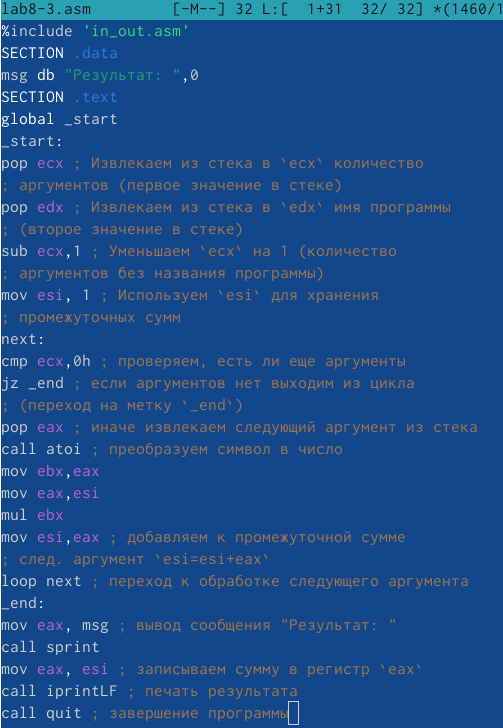 lab8-3.asm [-M--] 32 L:[ 1+31 32/ 32] *(1460/1
%include 'in_out.asm'
SECTION .data
msg db "Результат: ",0
SECTION .text
global _start
_start:
pop ecx ; Извлекаем из стека в `ecx` количество
; аргументов (первое значение в стеке)
pop edx ; Извлекаем из стека в `edx` имя программы
; (второе значение в стеке)
sub ecx,1 ; Уменьшаем `ecx` на 1 (количество
; аргументов без названия программы)
mov esi, 1 ; Используем `esi` для хранения
; промежуточных сумм
next:
cmp ecx,0h ; проверяем, есть ли еще аргументы
jz _end ; если аргументов нет выходим из цикла
; (переход на метку `_end`)
pop eax ; иначе извлекаем следующий аргумент из стека
call atoi ; преобразуем символ в число
mov ebx,eax
mov eax,esi
mul ebx
mov esi,eax ; добавляем к промежуточной сумме
; след. аргумент `esi=esi+eax`
loop next ; переход к обработке следующего аргумента
_end:
mov eax, msg ; вывод сообщения "Результат: "
call sprint
mov eax, esi ; записываем сумму в регистр `eax`
call iprintLF ; печать результата
call quit ; завершение программы